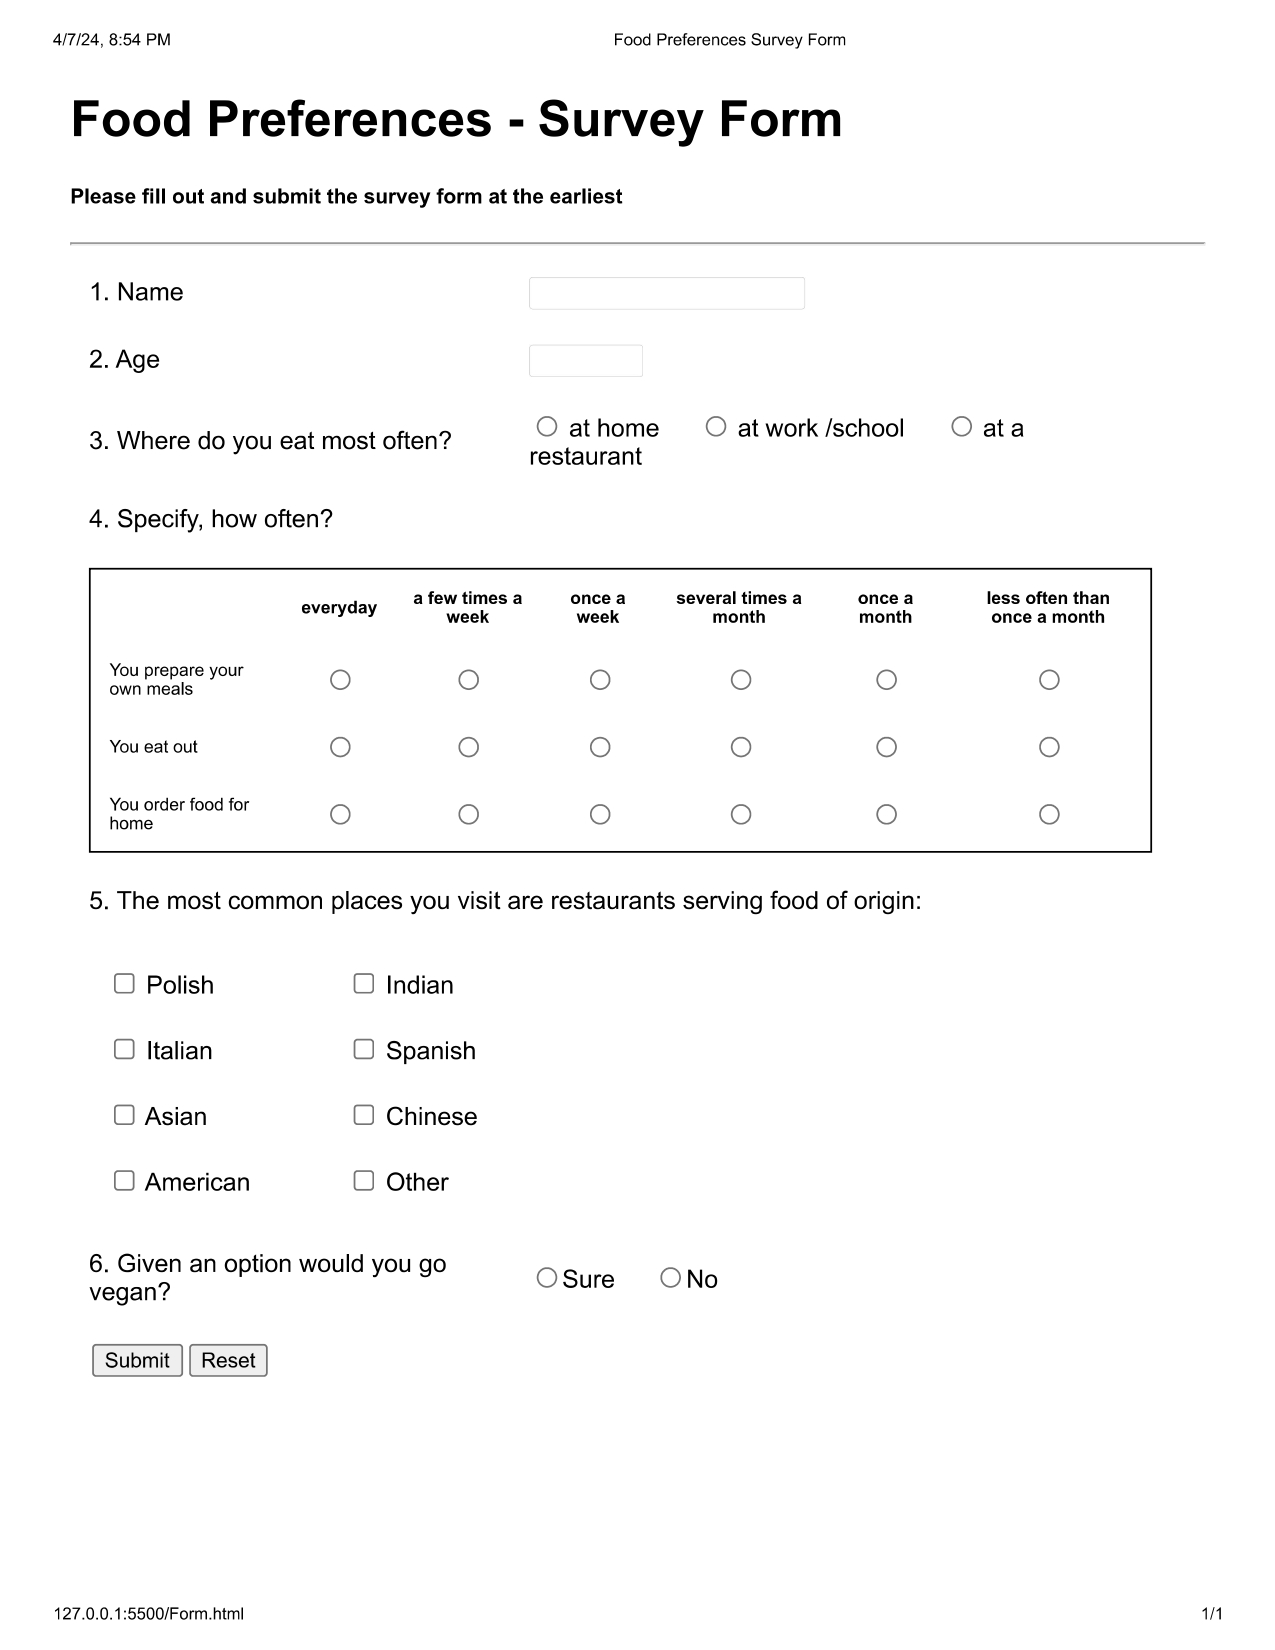 4/7/24, 8:54 PM Food Preferences Survey Form
Food Preferences - Survey Form
Please fill out and submit the survey form at the earliest
1. Name
2. Age
3. Where do you eat most often?
at home at work /school at a
restaurant
4. Specify, how often?
everyday
a few times a
week
once a
week
several times a
month
once a
month
less often than
once a month
You prepare your
own meals
You eat out
You order food for
home
5. The most common places you visit are restaurants serving food of origin:
Polish Indian
Italian Spanish
Asian Chinese
American Other
6. Given an option would you go
vegan?
Sure No
Submit Reset
127.0.0.1:5500/Form.html 1/1